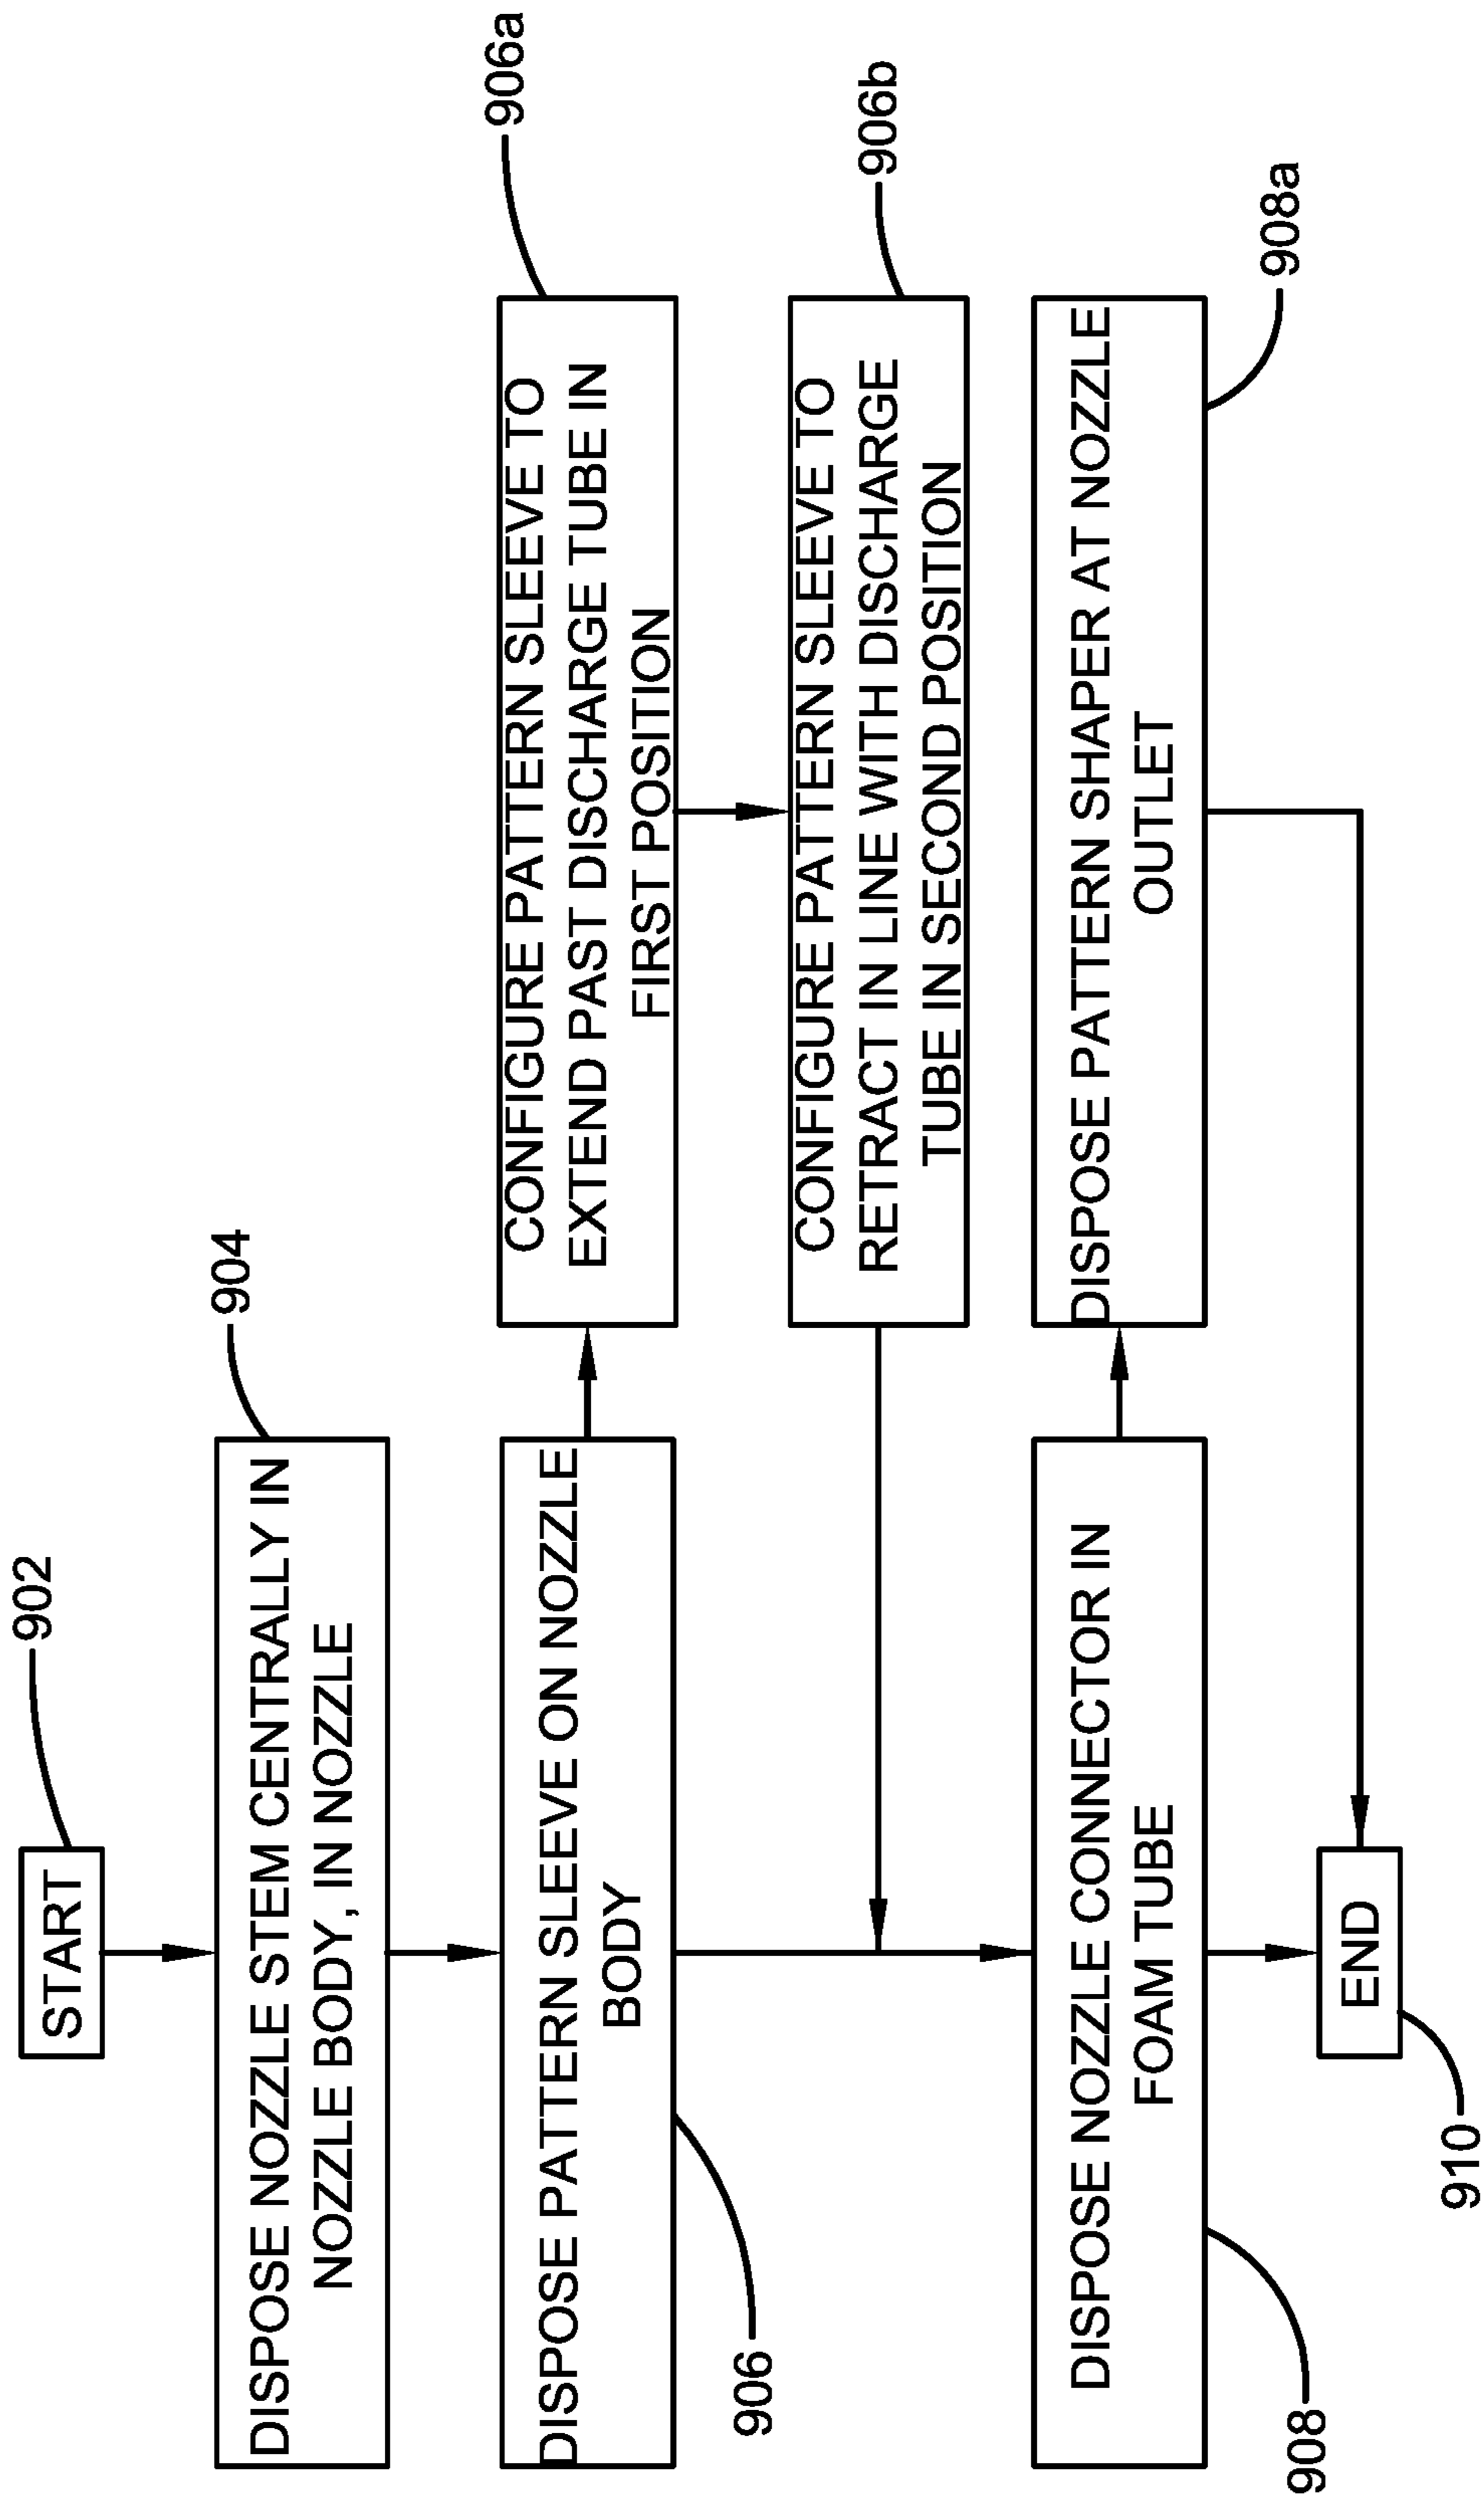 902
START
904
DISPOSE NOZZLE STEM CENTRALLY IN
NOZZLE BODY, IN NOZZLE
906
DISPOSE PATTERN SLEEVE ON NOZZLE
BODY
906a
CONFIGURE PATTERN SLEEVE TO
EXTEND PAST DISCHARGE TUBE IN
FIRST POSITION
906b
CONFIGURE PATTERN SLEEVE TO
RETRACT IN LINE WITH DISCHARGE
TUBE IN SECOND POSITION
908
DISPOSE NOZZLE CONNECTOR IN
FOAM TUBE
908a
DISPOSE PATTERN SHAPER AT NOZZLE
OUTLET
END
910